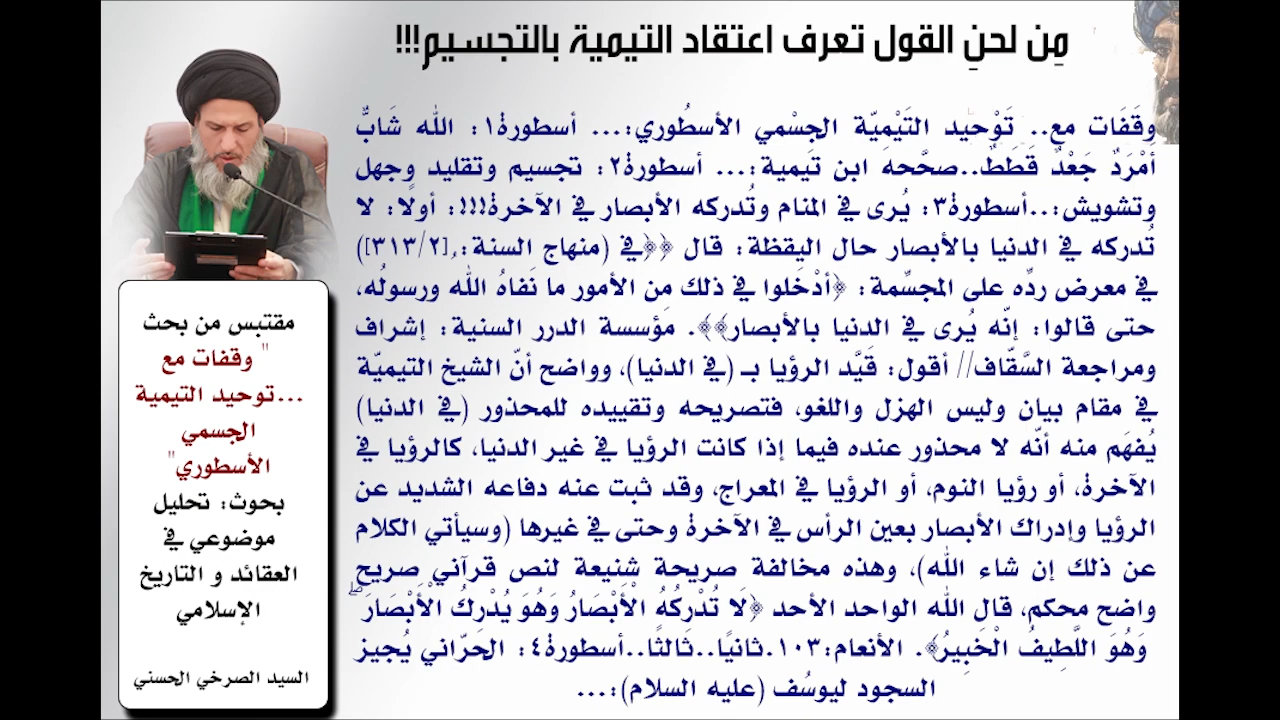 مِن لحنِ القول تعرف اعتقاد التيمية بالتجسيم!!!
وقَفَات مع.. تَوْحيد التَيْمِيّة الجِسْمي الأسطُوري:... أسطورة١: الله شَابٌّ
أمْرَدٌ جَعْدٌ قَطَطٌ..صحَّحه ابن تَيمية:... أسطورة٢: تجسيم وتقليد وجهل
وتشويش:..أسطورة٣: يُرى في المنام وتُدركه الأبصار في الآخرة!!!: أولًا: لا
تُدركه في الدنيا بالأبصار حال اليقظة: قال ﴿﴿في (منهاج السنة:,[٣١٣/٢])
في معرض ردِّه على المجسِّمة: ﴿أدْخَلوا في ذلك من الأمور ما نَفاهُ الله ورسولُه،
حتى قالوا: إنّه يُرى في الدنيا بالأبصار﴾﴾. مَؤسسة الدرر السنية: إشراف
ومراجعة السَّقّاف// أقول: قَيَّد الرؤيا بـ (في الدنيا)، وواضح أنّ الشيخ التيميّة
في مقام بيان وليس الهزل واللغو، فتصريحه وتقييده للمحذور (في الدنيا)
يُفهَم منه أنّه لا محذور عنده فيما إذا كانت الرؤيا في غير الدنيا، كالرؤيا في
الآخرة، أو رؤيا النوم، أو الرؤيا في المعراج، وقد ثبت عنه دفاعه الشديد عن
الرؤيا وإدراك الأبصار بعين الرأس في الآخرة وحتى في غيرها (وسيأتي الكلام
عن ذلك إن شاء الله)، وهذه مخالفة صريحة شنيعة لنص قرآني صريح
واضح محكم، قال الله الواحد الأحد ﴿لَا تُدْرِكُهُ الْأَبْصَارُ وَهُوَ يُدْرِكُ الْأَبْصَارَ ۖ
وَهُوَ اللَّطِيفُ الْخَبِيرُ﴾. الأنعام:١٠٣.ثانيًا..ثالثًا..أسطورة٤: الحَرّاني يُجيز
السجود ليوسُف (عليه السلام):...
مقتبس من بحث
" وقفات مع
...توحيد التيمية
الجسمي
الأسطوري"
بحوث: تحليل
موضوعي في
العقائد و التاريخ
الإسلامي
السيد الصرخي الحسني